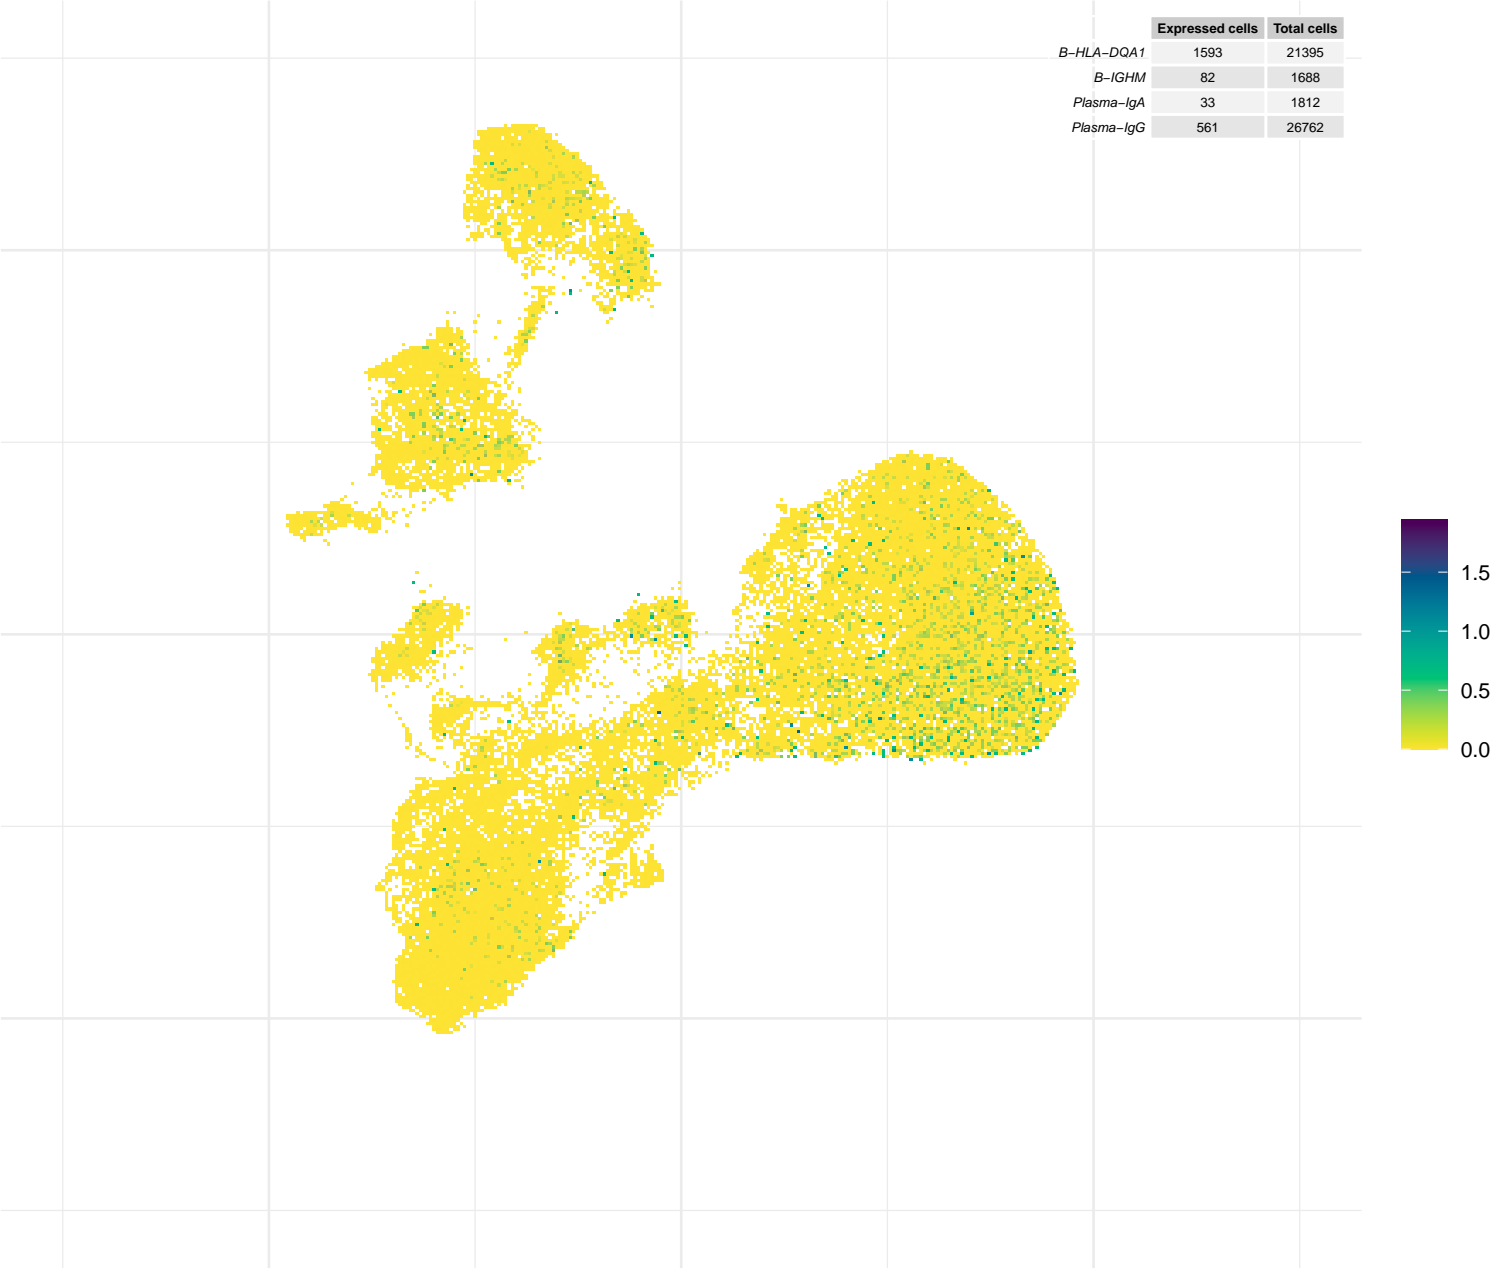 Expressed cells Total cells
B−HLA−DQA1 1593 21395
B−IGHM 82 1688
Plasma−IgA 33 1812
Plasma−IgG 561 26762
1.5
1.0
0.5
0.0